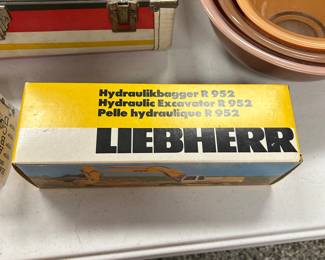 Hydraulikbagger R 952
Hydraulic Excavator R 952
Pelle hydraulique R 952
LIEBHERR